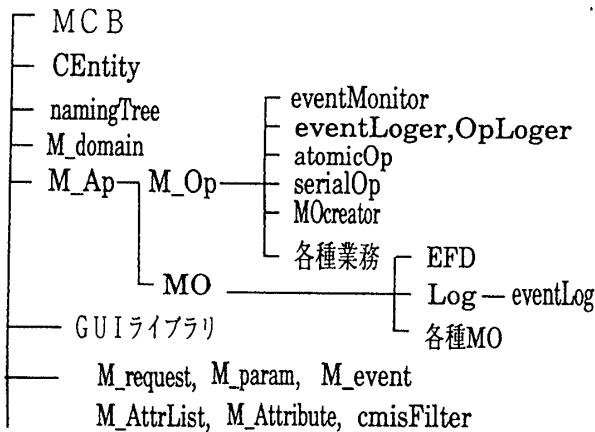 MCB
CEntity
namingTree
M_domain
M_Ap M_Op
eventMonitor
eventLoger,OpLoger
atomicOp
serialOp
MOcreator
各種業務
MO
EFD
Log eventLog
各種MO
GUIライブラリ
M_request, M_param, M_event
M_AttrList, M_Attribute, cmisFilter